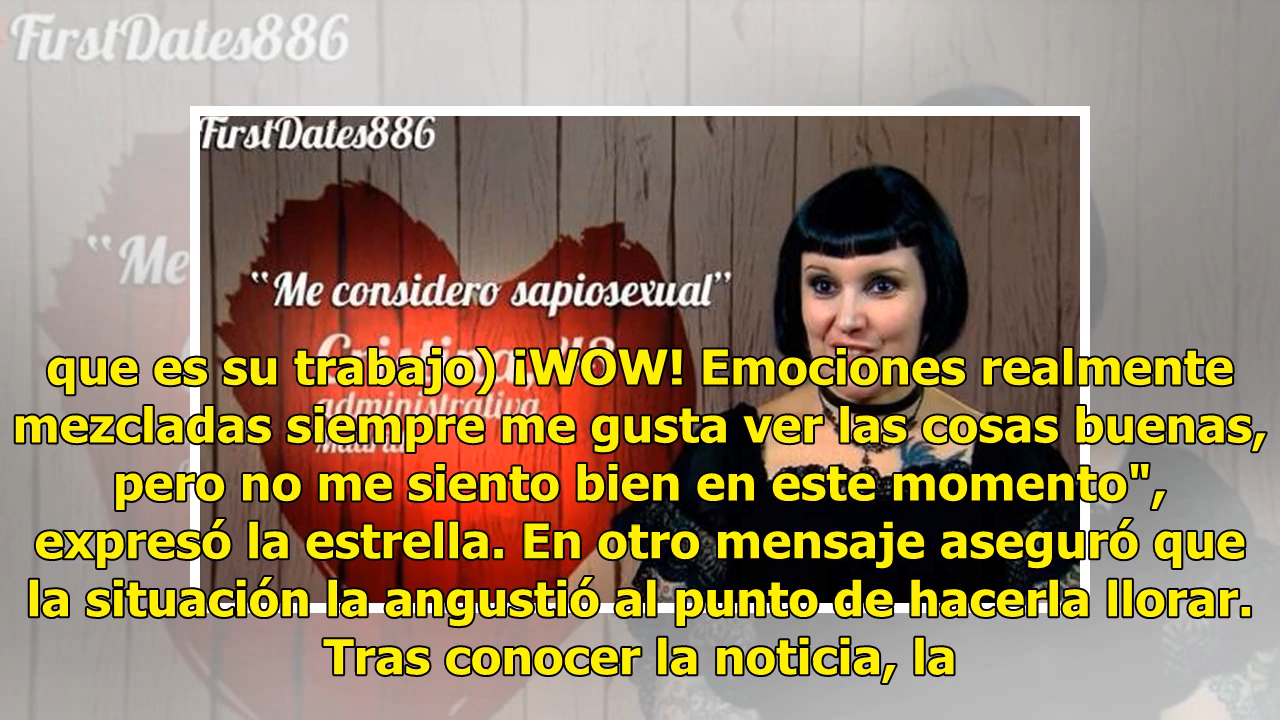 FirstDates886
FirstDates886
“Me
“Me considero sapiosexual”
que es su trabajo) ¡WOW! Emociones realmente
administrativa
mezcladas siempre me gusta ver las cosas buenas,
pero no me siento bien en este momento",
expresó la estrella. En otro mensaje aseguró que
la situación la angustió al punto de hacerla llorar.
Tras conocer la noticia, la